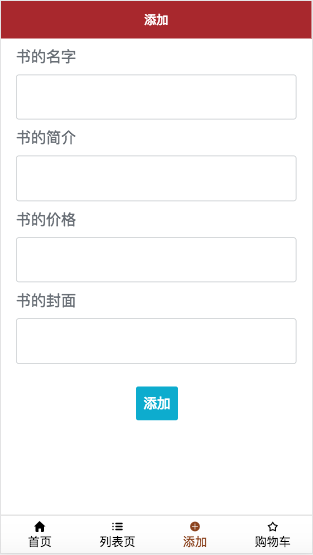 添加
书的名字
书的简介
书的价格
书的封面
添加
首页 列表页 添加 购物车